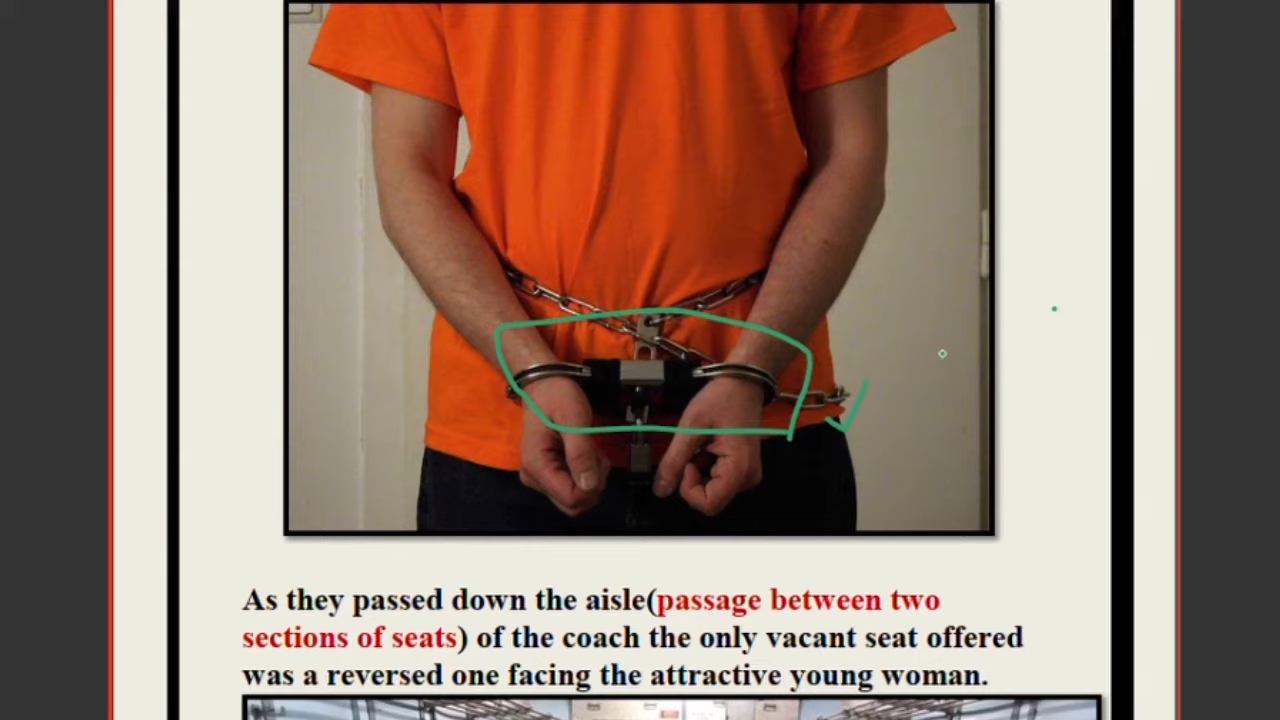 As they passed down the aisle(passage between two
sections of seats) of the coach the only vacant seat offered
was a reversed one facing the attractive young woman.